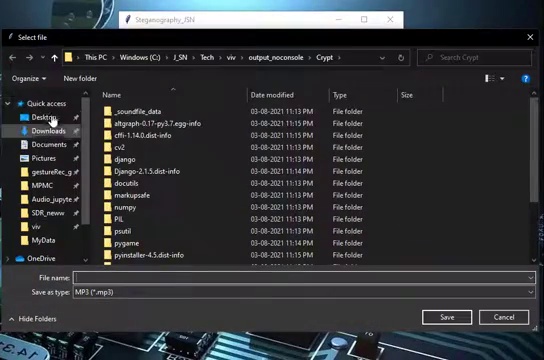 Steganography_JSN
Select file
This PC > Windows (C:) > J_SN > Tech > viv > output_noconsole > Crypt >
Search Crypt
Organize
New folder
Name
Date modified
Type
Size
Quick access
Desktop
Downloads
Documents
Pictures
gestureRec_g
MPMC
Audio_jupyte
SDR_neww
viv
MyData
OneDrive
_soundfile_data 03-08-2021 11:13 PM File folder
altgraph-0.17-py3.7.egg-info 03-08-2021 11:15 PM File folder
cffi-1.14.0.dist-info 03-08-2021 11:15 PM File folder
cv2 03-08-2021 11:13 PM File folder
django 03-08-2021 11:13 PM File folder
Django-2.1.5.dist-info 03-08-2021 11:14 PM File folder
docutils 03-08-2021 11:13 PM File folder
markupsafe 03-08-2021 11:13 PM File folder
numpy 03-08-2021 11:13 PM File folder
PIL 03-08-2021 11:13 PM File folder
psutil 03-08-2021 11:13 PM File folder
pygame 03-08-2021 11:14 PM File folder
pyinstaller-4.5.dist-info 03-08-2021 11:15 PM File folder
File name:
Save as type: MP3 (*.mp3)
Hide Folders
Save
Cancel